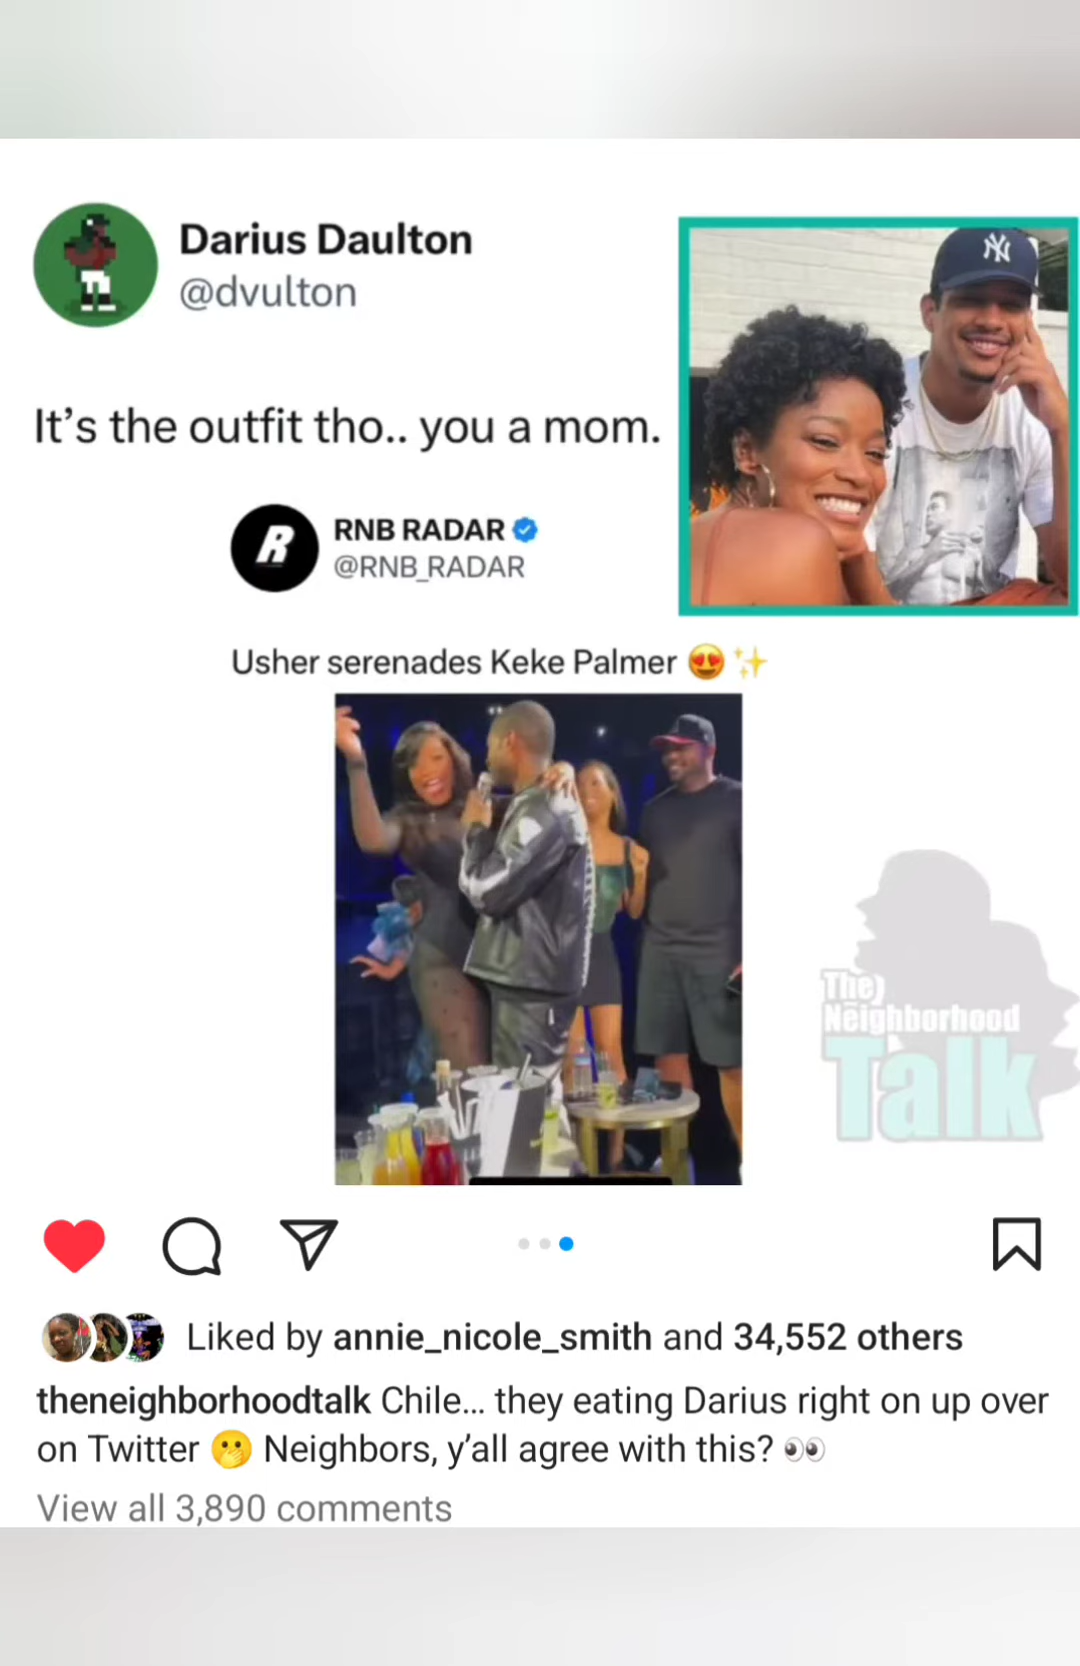 Darius Daulton
@dvulton
It’s the outfit tho.. you a mom.
RNB RADAR
@RNB_RADAR
Usher serenades Keke Palmer 😍 ✨
The
Neighborhood
Talk
Liked by annie_nicole_smith and 34,552 others
theneighborhoodtalk Chile... they eating Darius right on up over
on Twitter 🫢 Neighbors, y’all agree with this? 👀
View all 3,890 comments